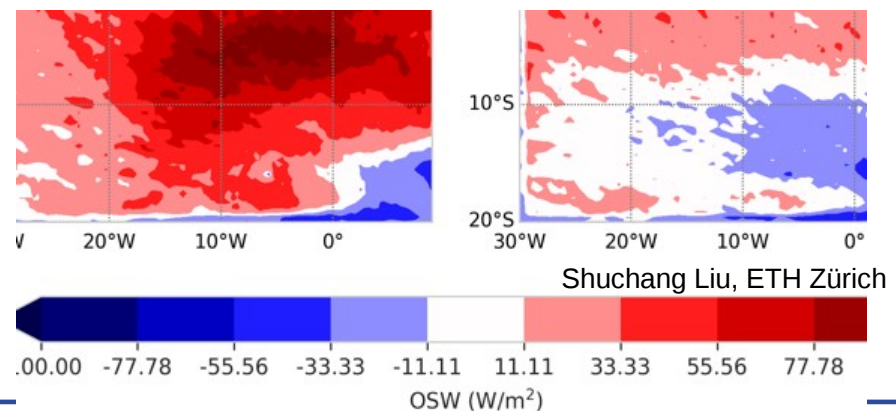 10°S
20°S
20°W 10°W 0° 30°W 20°W 10°W 0°
Shuchang Liu, ETH Zürich
.00.00 -77.78 -55.56 -33.33 -11.11 11.11 33.33 55.56 77.78
OSW (W/m²)